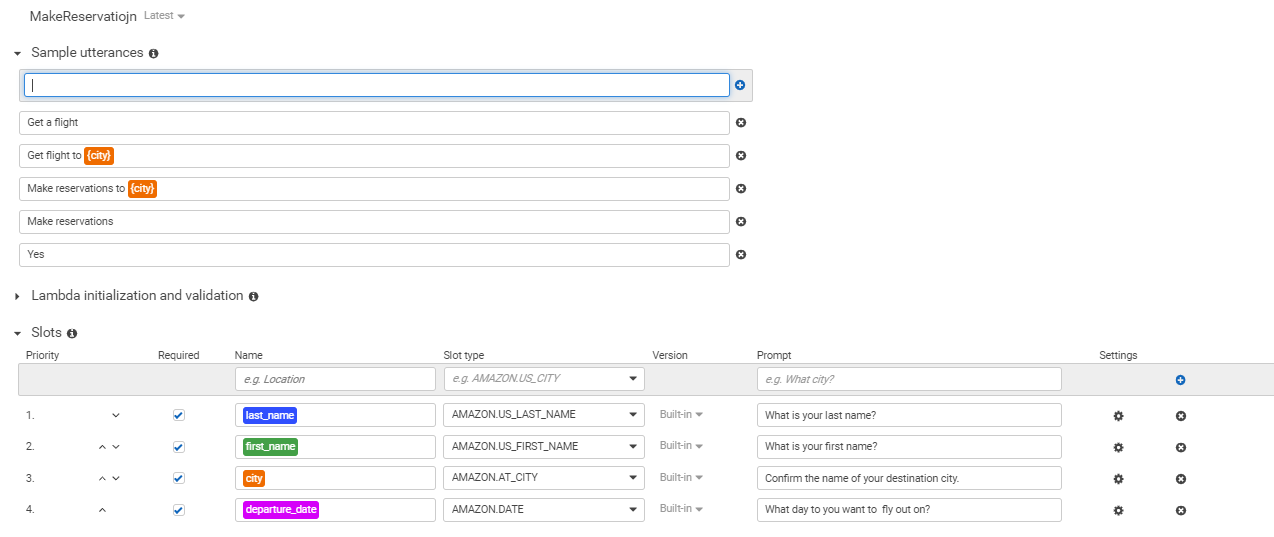 MakeReservatiojn Latest
Sample utterances
Get a flight
Get flight to {city}
Make reservations to {city}
Make reservations
Yes
Lambda initialization and validation
Slots
Priority Required Name Slot type Version Prompt Settings
e.g. Location e.g. AMAZON.US_CITY e.g. What city?
1. last_name AMAZON.US_LAST_NAME Built-in What is your last name?
2. first_name AMAZON.US_FIRST_NAME Built-in What is your first name?
3. city AMAZON.AT_CITY Built-in Confirm the name of your destination city.
4. departure_date AMAZON.DATE Built-in What day to you want to fly out on?